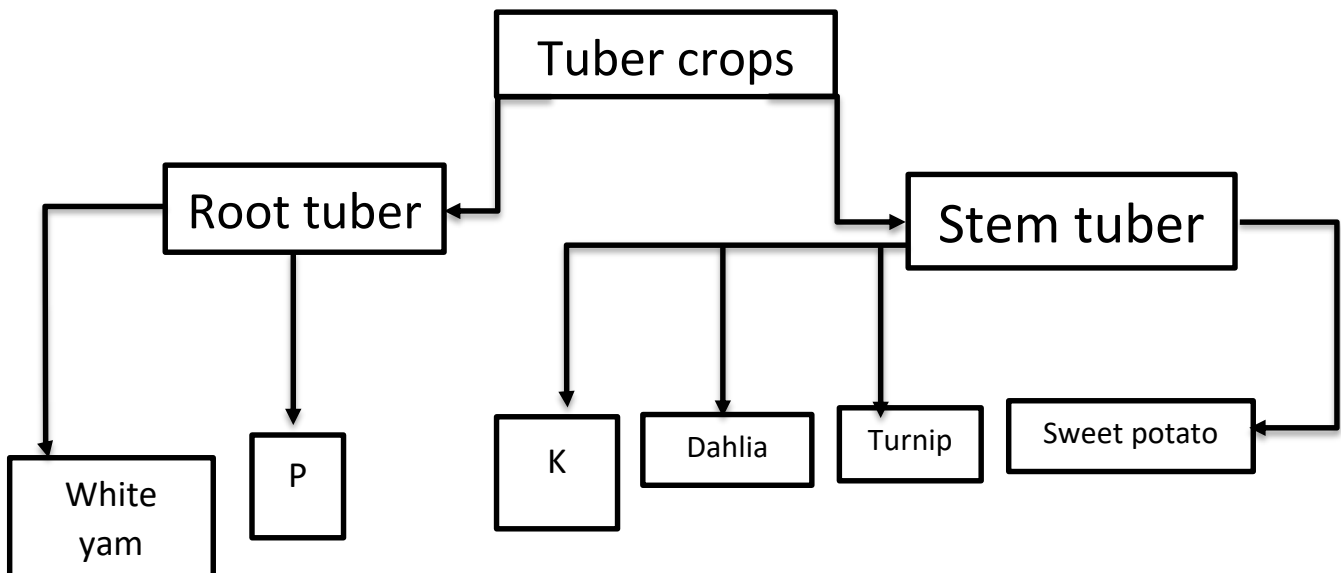 Tuber crops
Root tuber
Stem tuber
White
yam
P
K
Dahlia
Turnip
Sweet potato